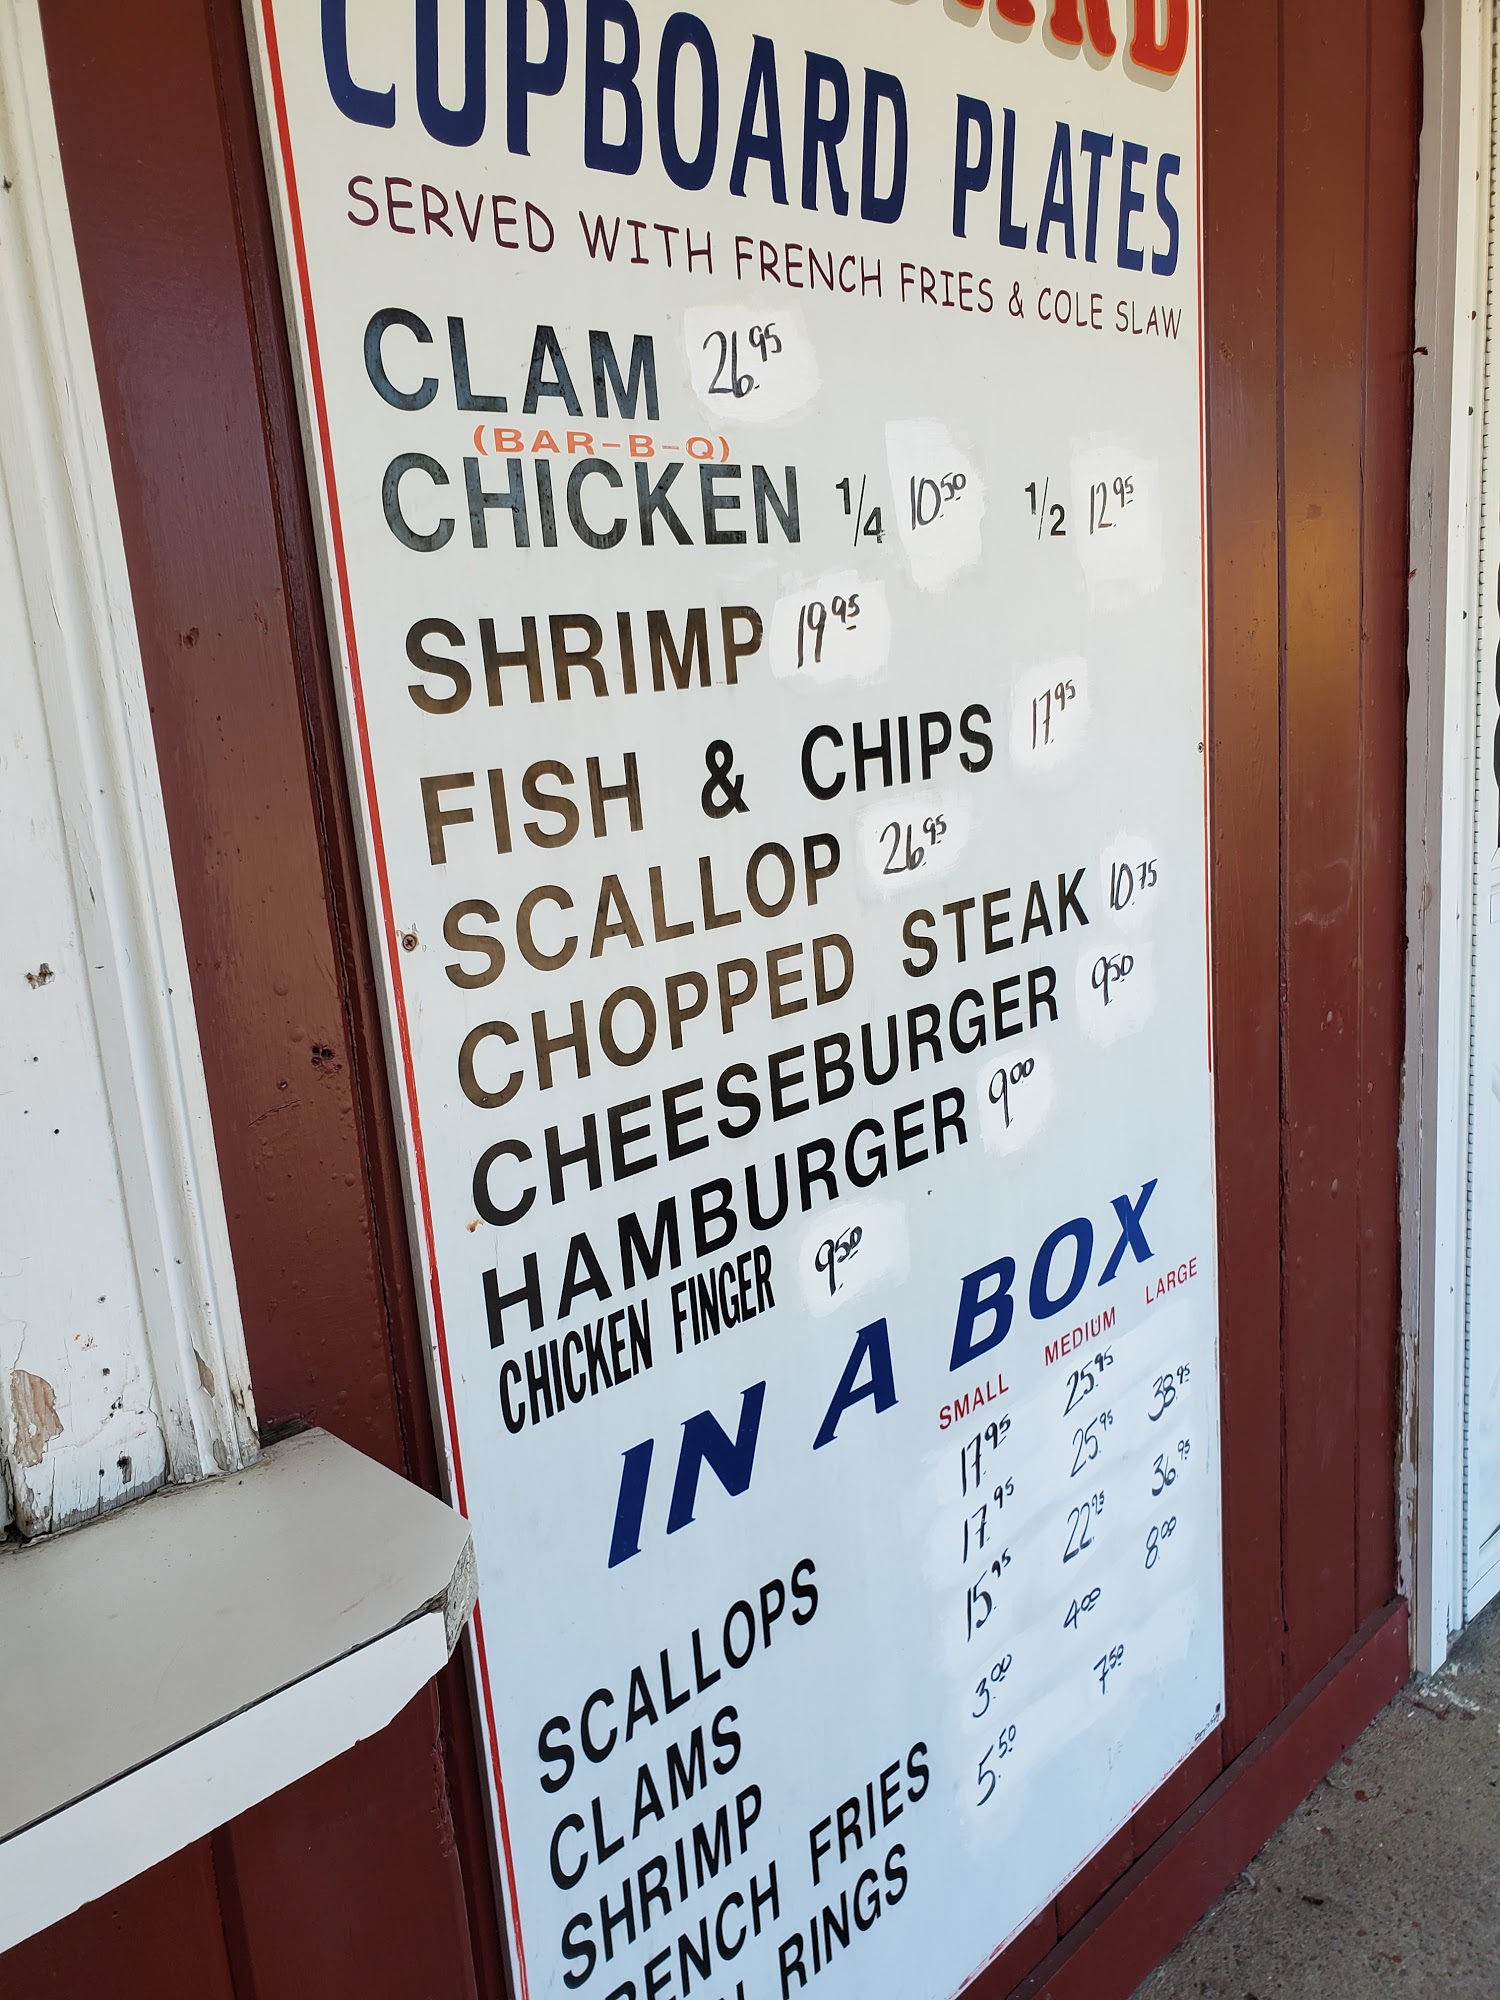 CUPBOARD PLATES
SERVED WITH FRENCH FRIES & COLE SLAW
CLAM 26.95
(BAR-B-Q)
CHICKEN 1/4 10.50 1/2 12.95
SHRIMP 19.95
FISH & CHIPS 17.95
SCALLOP 26.95
CHOPPED STEAK 10.75
CHEESEBURGER 9.50
HAMBURGER 9.00
CHICKEN FINGER 9.50
IN A BOX
SMALL MEDIUM LARGE
SCALLOPS 17.95 25.95
CLAMS 17.95 25.95 38.95
SHRIMP 15.95 22.95 36.95
RENCH FRIES 3.00 4.00 8.00
RINGS 5.50 7.50